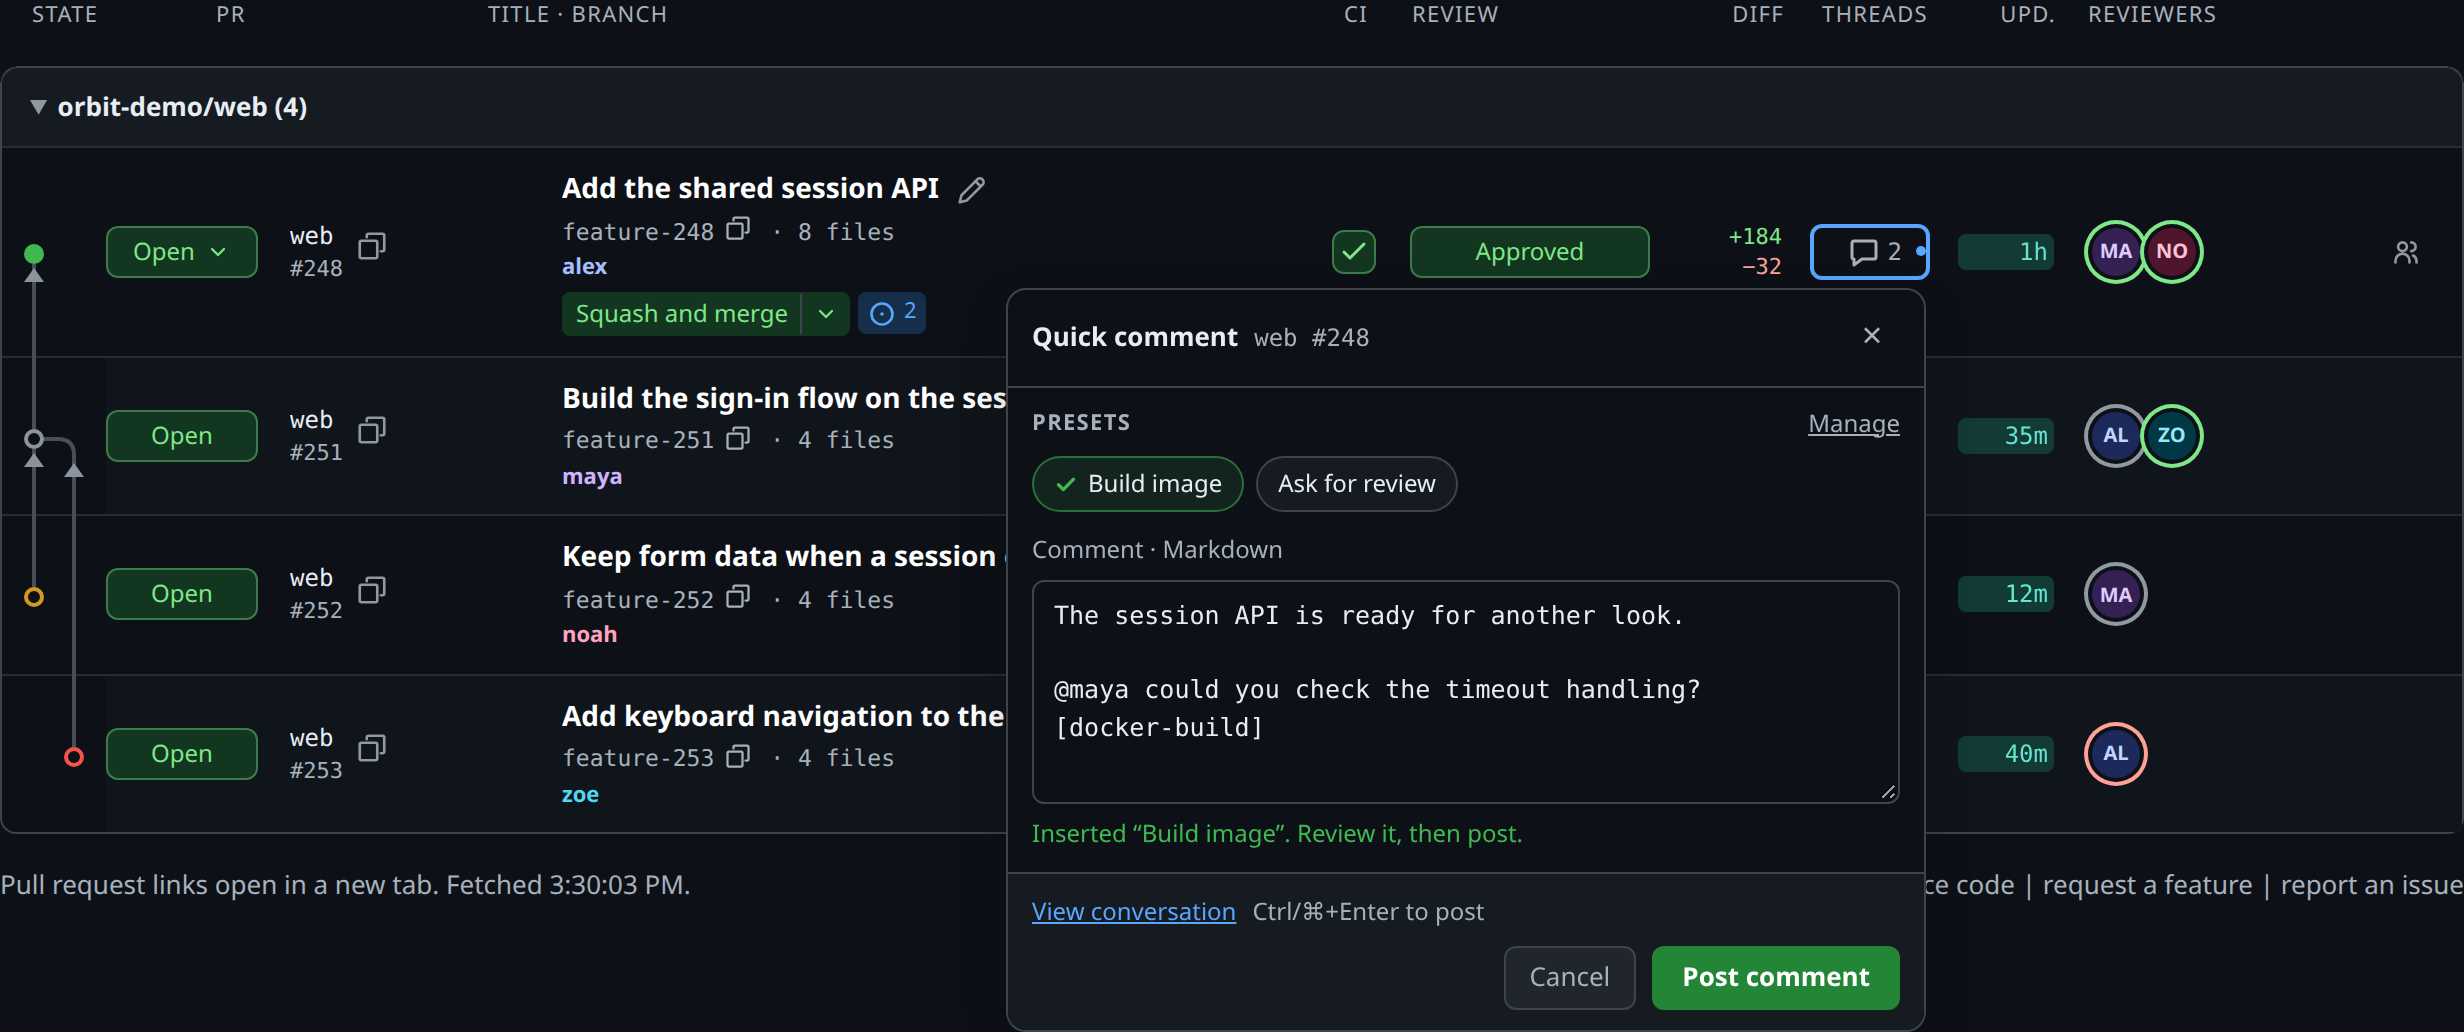 STATE PR TITLE · BRANCH CI REVIEW DIFF THREADS UPD. REVIEWERS
orbit-demo/web (4)
Open
web
#248
Add the shared session API
feature-248 · 8 files
alex
Squash and merge
2
Approved
+184
−32
2
1h
MA NO
Open
web
#251
Build the sign-in flow on the ses
feature-251 · 4 files
maya
35m
AL ZO
Open
web
#252
Keep form data when a session
feature-252 · 4 files
noah
12m
MA
Open
web
#253
Add keyboard navigation to the
feature-253 · 4 files
zoe
40m
AL
Quick comment web #248
PRESETS Manage
Build image Ask for review
Comment · Markdown
The session API is ready for another look.
@maya could you check the timeout handling?
[docker-build]
Inserted “Build image”. Review it, then post.
View conversation Ctrl/⌘+Enter to post
Cancel Post comment
Pull request links open in a new tab. Fetched 3:30:03 PM.
ce code | request a feature | report an issue